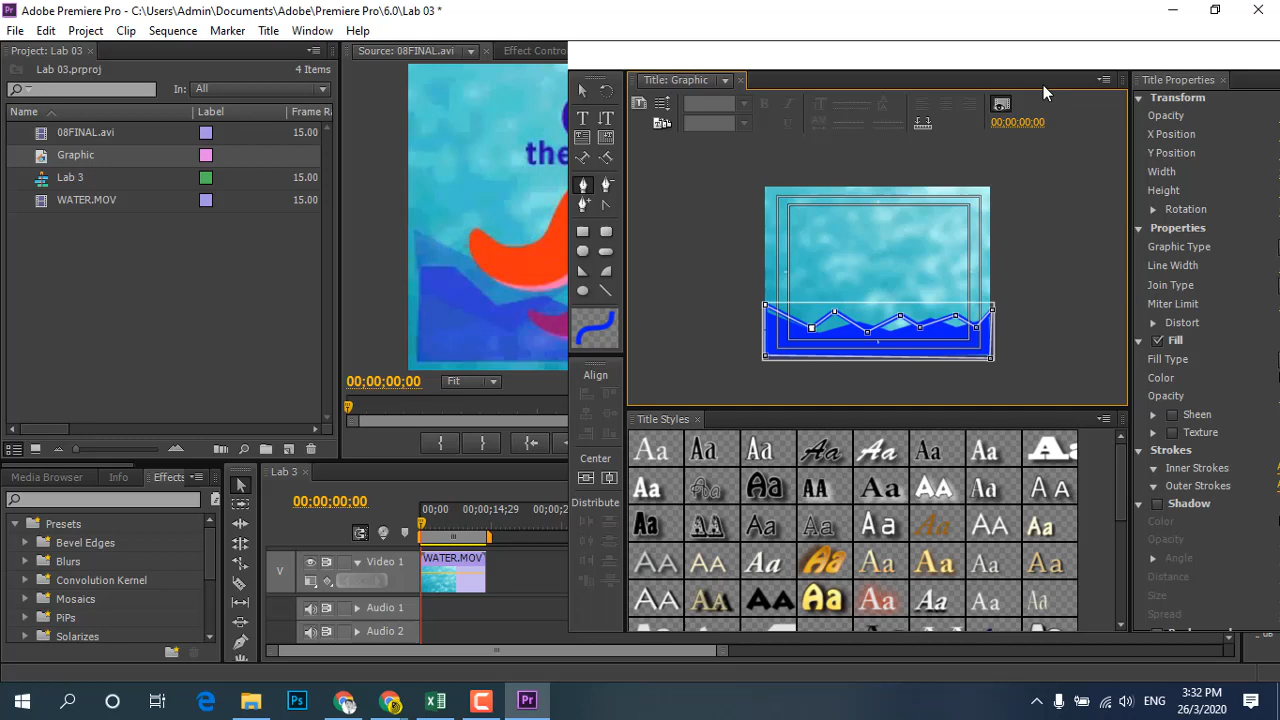 Adobe Premiere Pro - C:\Users\Admin\Documents\Adobe\Premiere Pro\6.0\Lab 03 *
File Edit Project Clip Sequence Marker Title Window Help
Project: Lab 03
Source: 08FINAL.avi
Effect Contro
Lab 03.prproj
4 Items
In: All
Name
Label
Frame Ra
08FINAL.avi
15.00
Graphic
15.00
Lab 3
15.00
WATER.MOV
15.00
the
00;00;00;00
Fit
Title: Graphic
00;00;00;00
Align
Center
Distribute
Title Styles
Title Properties
Transform
Opacity
X Position
Y Position
Width
Height
Rotation
Properties
Graphic Type
Line Width
Join Type
Miter Limit
Distort
Fill
Fill Type
Color
Opacity
Sheen
Texture
Strokes
Inner Strokes
Outer Strokes
Shadow
Color
Opacity
Angle
Distance
Size
Spread
Media Browser
Info
Effects
Presets
Bevel Edges
Blurs
Convolution Kernel
Mosaics
PiPs
Solarizes
Lab 3
00;00;00;00
00;00
00;00;14;29
00;00;2
V
Video 1
WATER.MOV
Audio 1
Audio 2
ENG
3:32 PM
26/3/2020